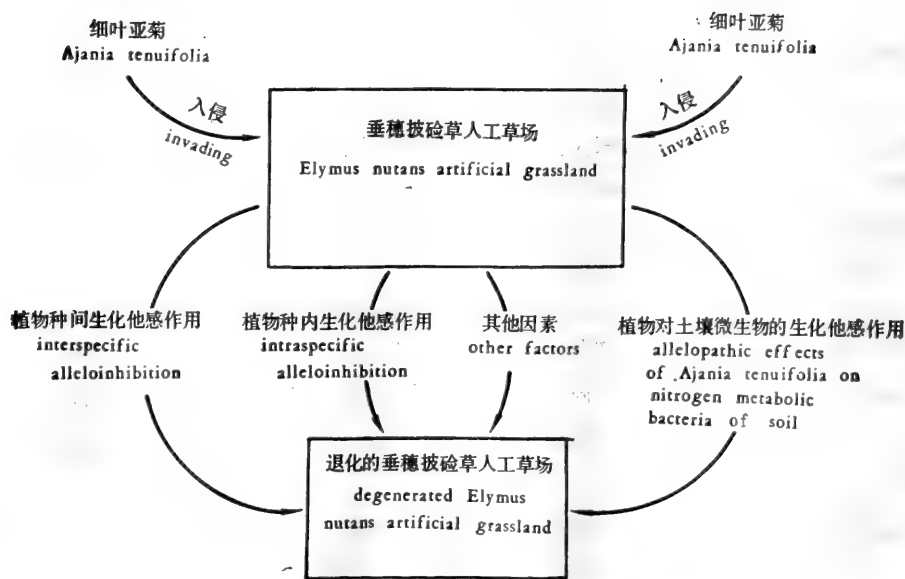 细叶亚菊
Ajania tenuifolia
细叶亚菊
Ajania tenuifolia
入侵
invading
入侵
invading
垂穗披硷草人工草场
Elymus nutans artificial grassland
植物种间生化他感作用
interspecific
alleloinhibition
植物种内生化他感作用
intraspecific
alleloinhibition
其他因素
other factors
植物对土壤微生物的生化他感作用
allelopathic effects
of Ajania tenuifolia on
nitrogen metabolic
bacteria of soil
退化的垂穗披硷草人工草场
degenerated Elymus
nutans artificial grassland